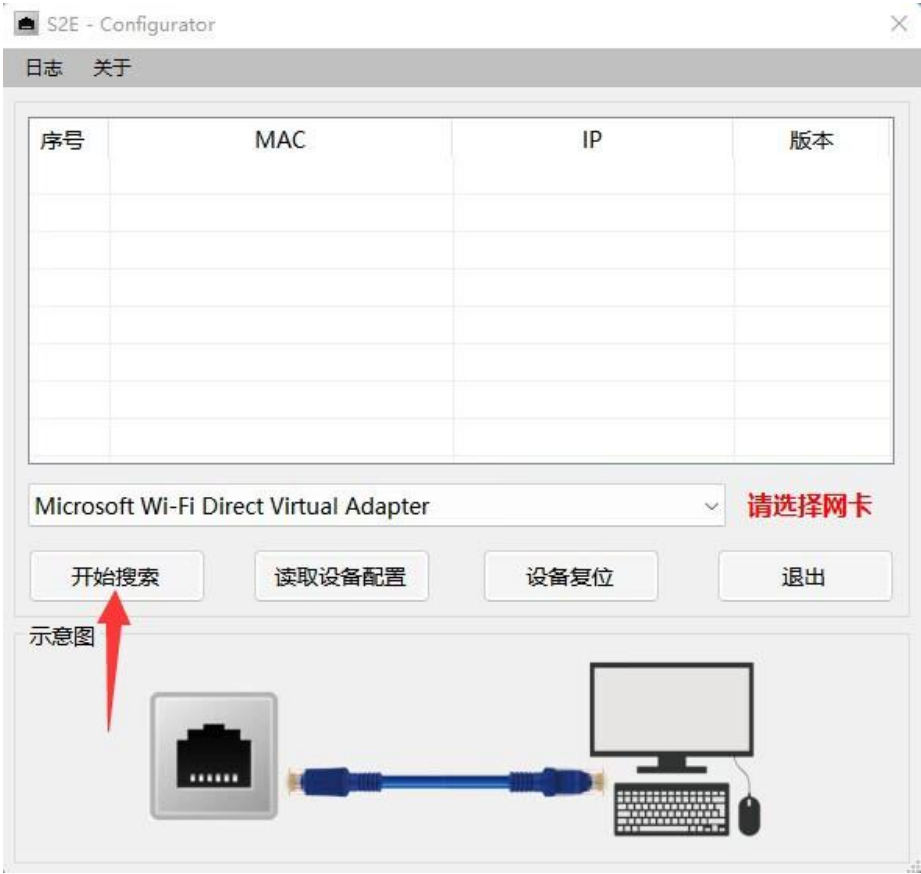 S2E - Configurator
日志 关于
序号 MAC IP 版本
Microsoft Wi-Fi Direct Virtual Adapter 请选择网卡
开始搜索 读取设备配置 设备复位 退出
示意图